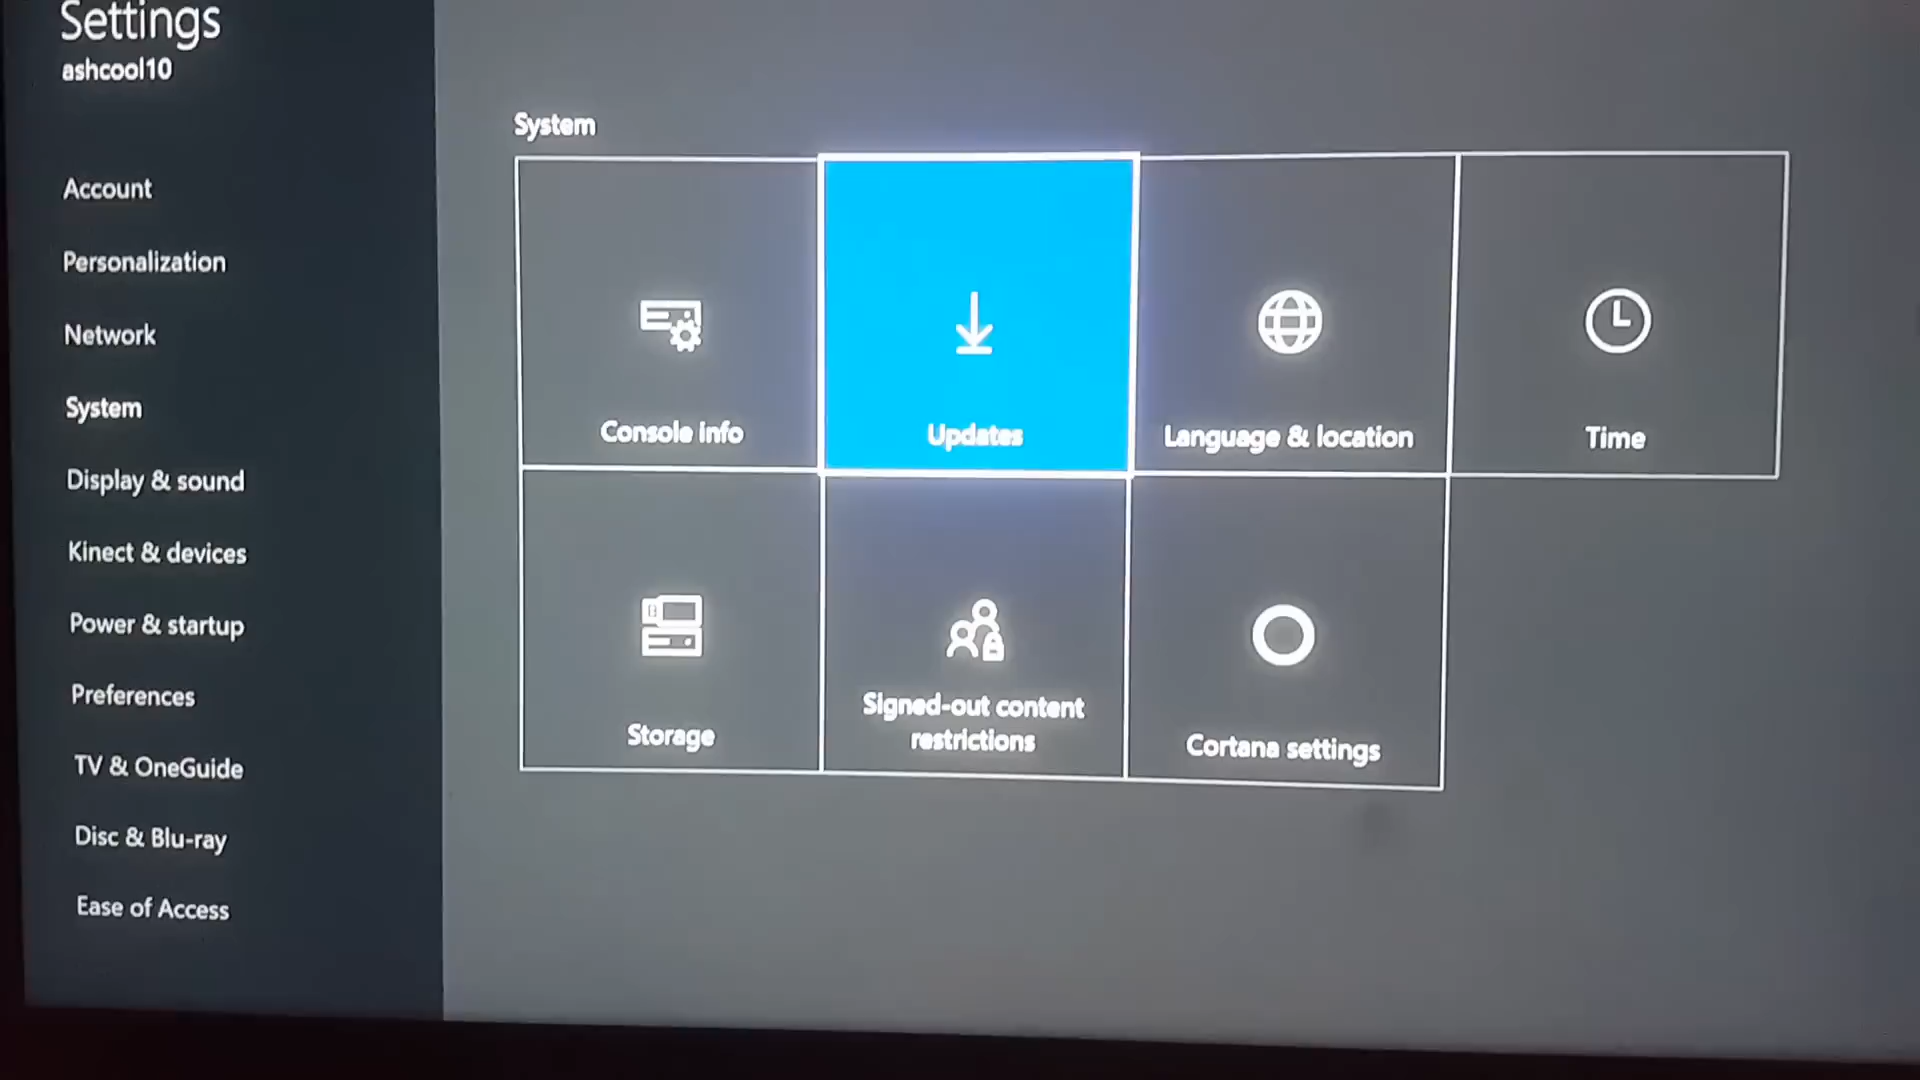 Settings
ashcool10
Account
Personalization
Network
System
Display & sound
Kinect & devices
Power & startup
Preferences
TV & OneGuide
Disc & Blu-ray
Ease of Access
System
Console info
Updates
Language & location
Time
Storage
Signed-out content
restrictions
Cortana settings